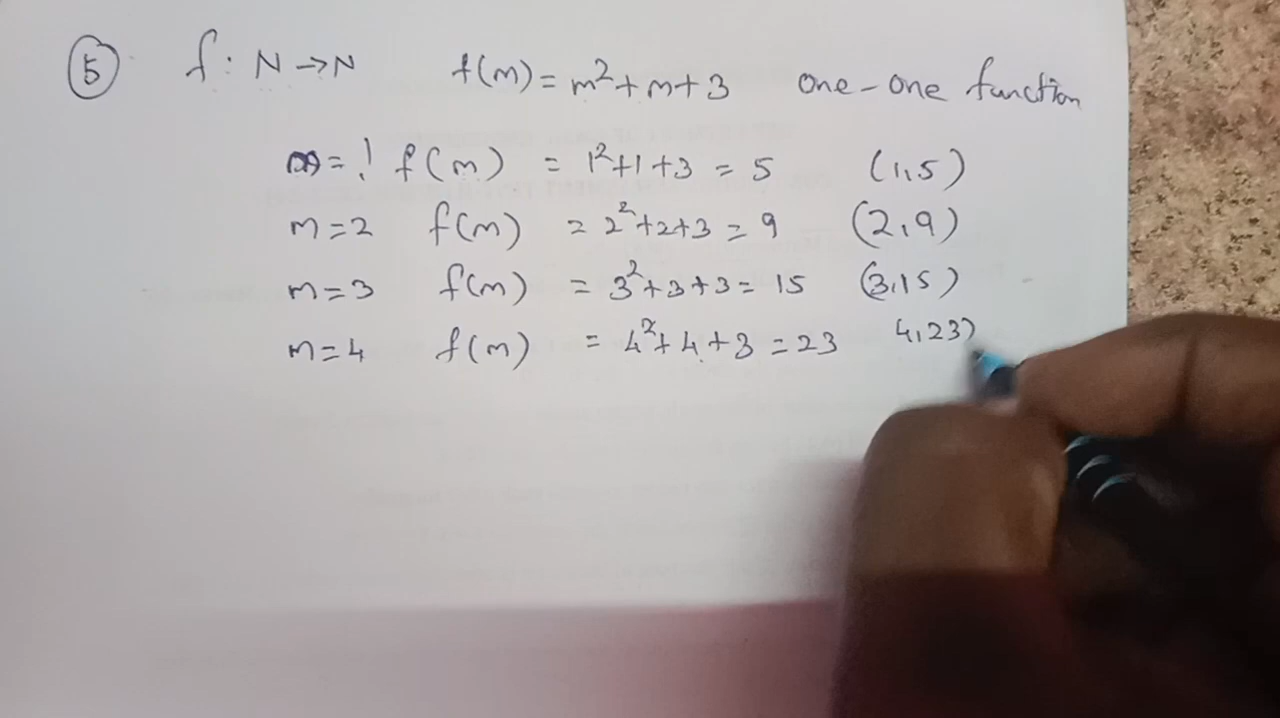 5 f : N → N f(m) = m² + m + 3 one-one function
m = 1 f(m) = 1² + 1 + 3 = 5 (1,5)
m = 2 f(m) = 2² + 2 + 3 = 9 (2,9)
m = 3 f(m) = 3² + 3 + 3 = 15 (3,15)
m = 4 f(m) = 4² + 4 + 3 = 23 4,23)